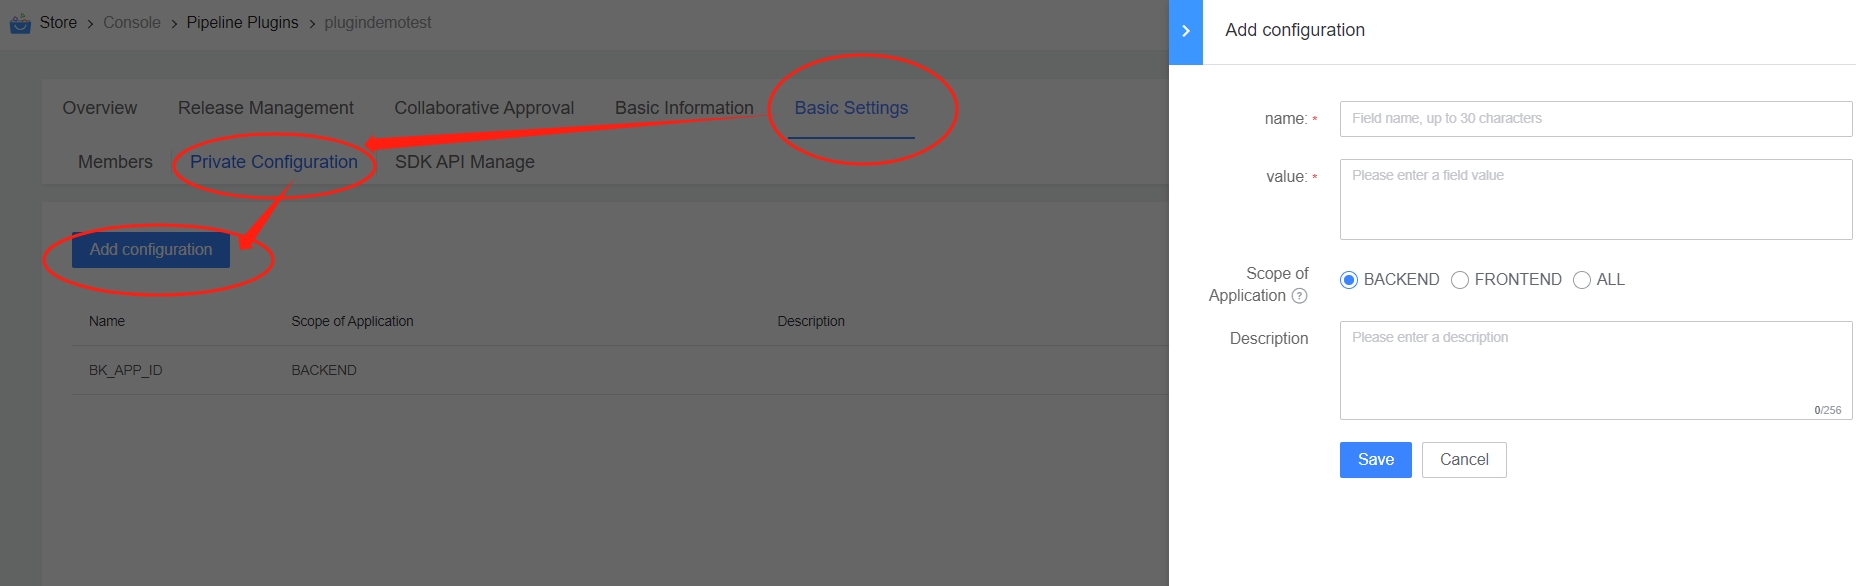 Store > Console > Pipeline Plugins > plugindemotest
Overview Release Management Collaborative Approval Basic Information Basic Settings
Members Private Configuration SDK API Manage
Add configuration
Name Scope of Application Description
BK_APP_ID BACKEND
Add configuration
name: *
Field name, up to 30 characters
value: *
Please enter a field value
Scope of
Application ?
BACKEND FRONTEND ALL
Description
Please enter a description
0/256
Save Cancel